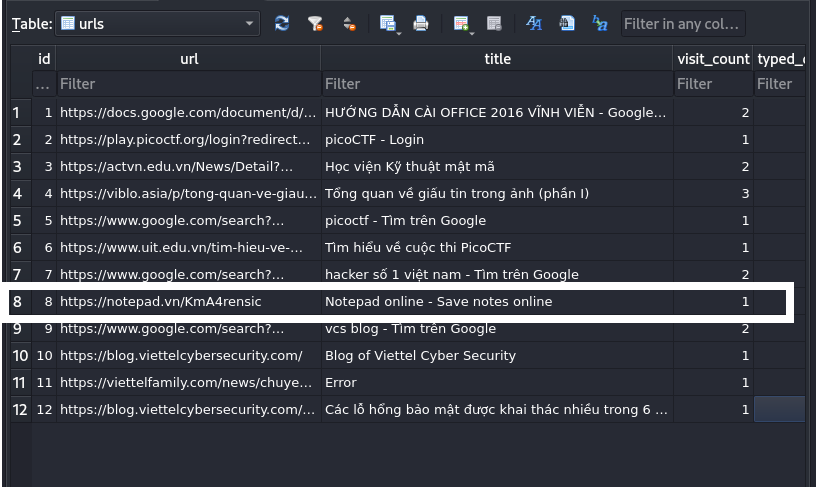 Table: urls Filter in any col...
id url title visit_count typed_c
... Filter Filter Filter Filter
1 1 https://docs.google.com/document/d/... HƯỚNG DẪN CÀI OFFICE 2016 VĨNH VIỄN - Google... 2
2 2 https://play.picoctf.org/login?redirect... picoCTF - Login 1
3 3 https://actvn.edu.vn/News/Detail?... Học viện Kỹ thuật mật mã 2
4 4 https://viblo.asia/p/tong-quan-ve-giau... Tổng quan về giấu tin trong ảnh (phần I) 3
5 5 https://www.google.com/search?... picoctf - Tìm trên Google 1
6 6 https://www.uit.edu.vn/tim-hieu-ve-... Tìm hiểu về cuộc thi PicoCTF 1
7 7 https://www.google.com/search?... hacker số 1 việt nam - Tìm trên Google 2
8 8 https://notepad.vn/KmA4rensic Notepad online - Save notes online 1
9 9 https://www.google.com/search?... vcs blog - Tìm trên Google 2
10 10 https://blog.viettelcybersecurity.com/ Blog of Viettel Cyber Security 1
11 11 https://viettelfamily.com/news/chuye... Error 1
12 12 https://blog.viettelcybersecurity.com/... Các lỗ hổng bảo mật được khai thác nhiều trong 6 ... 1